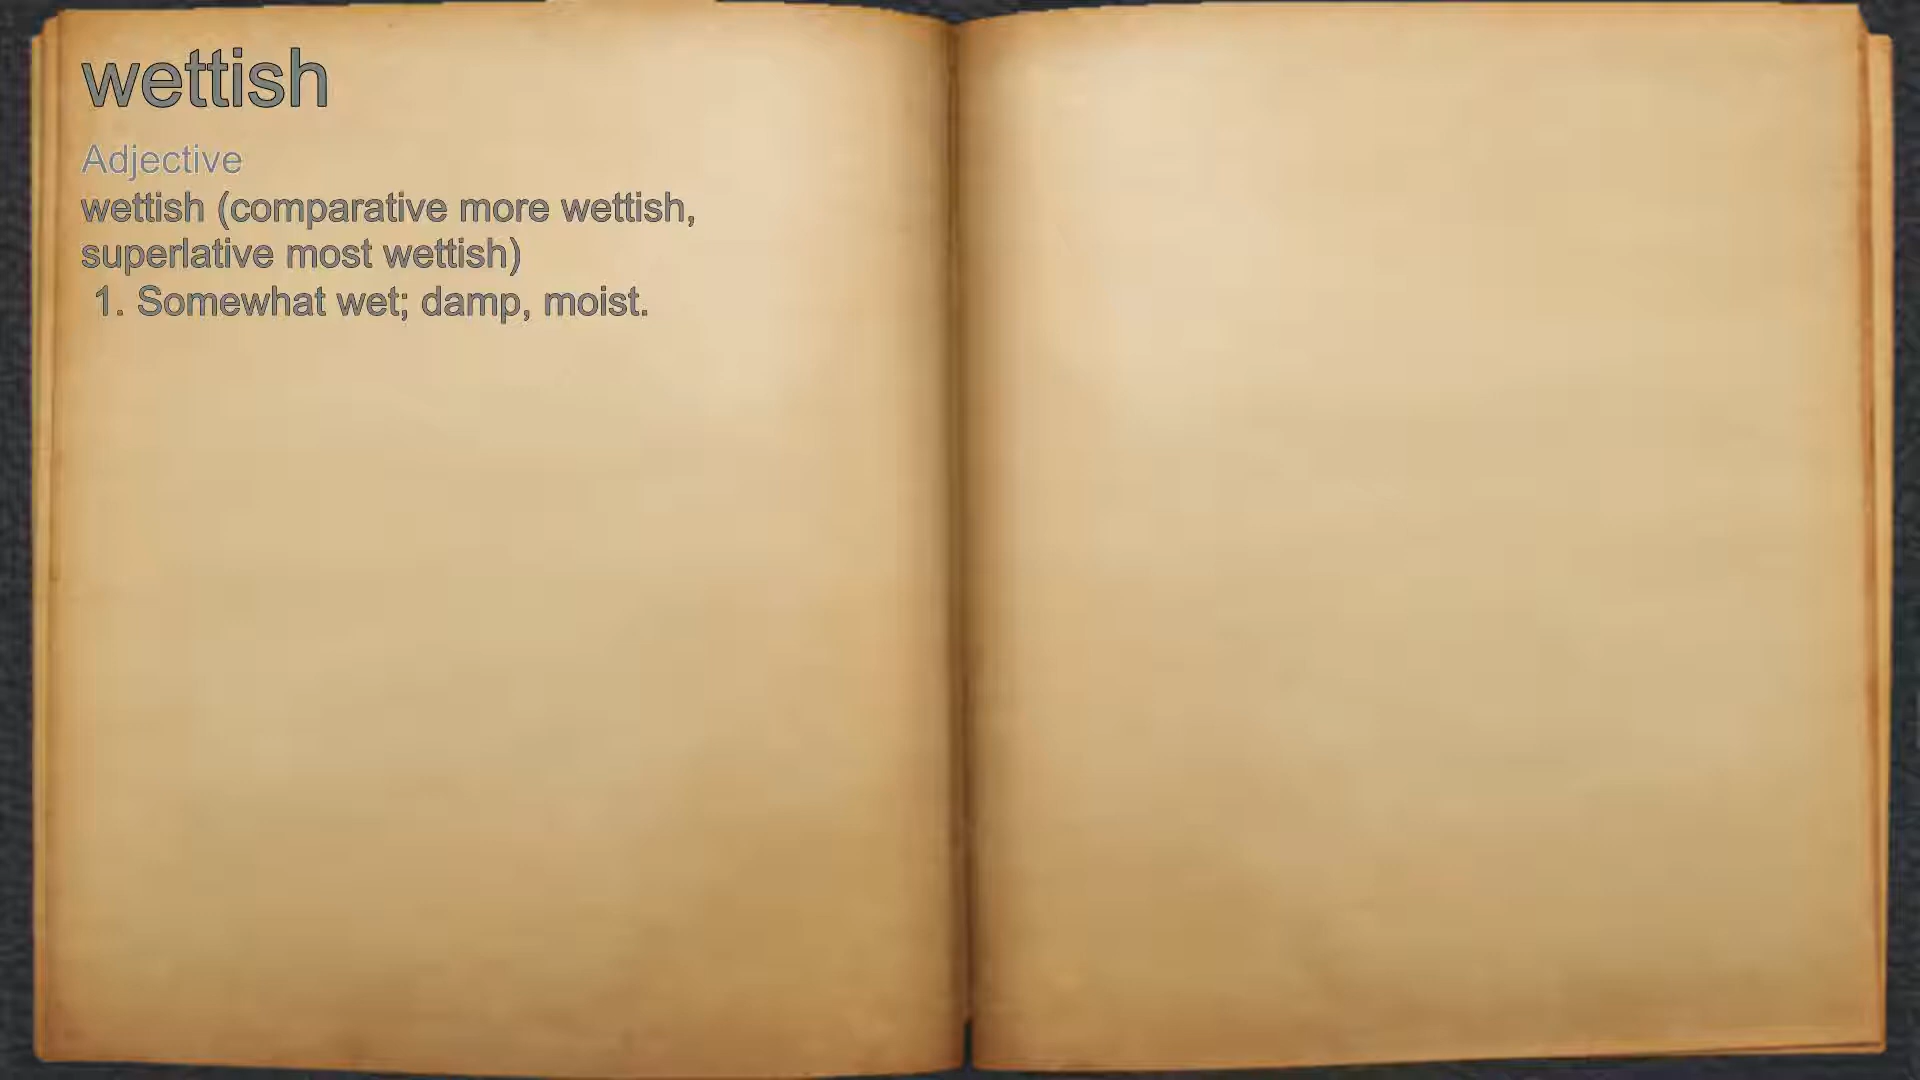 wettish
Adjective
wettish (comparative more wettish,
superlative most wettish)
1. Somewhat wet; damp, moist.